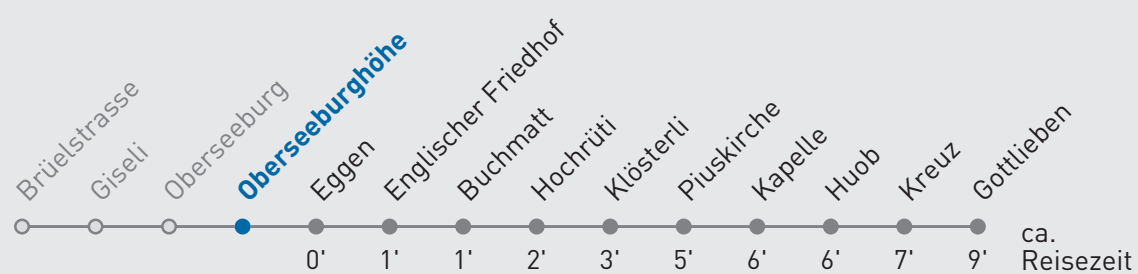 Brüelstrasse
Giseli
Oberseeburg
Oberseeburghöhe
Eggen
Englischer Friedhof
Buchmatt
Hochrüti
Klösterli
Piuskirche
Kapelle
Huob
Kreuz
Gottlieben
0' 1' 1' 2' 3' 5' 6' 6' 7' 9'
ca.
Reisezeit